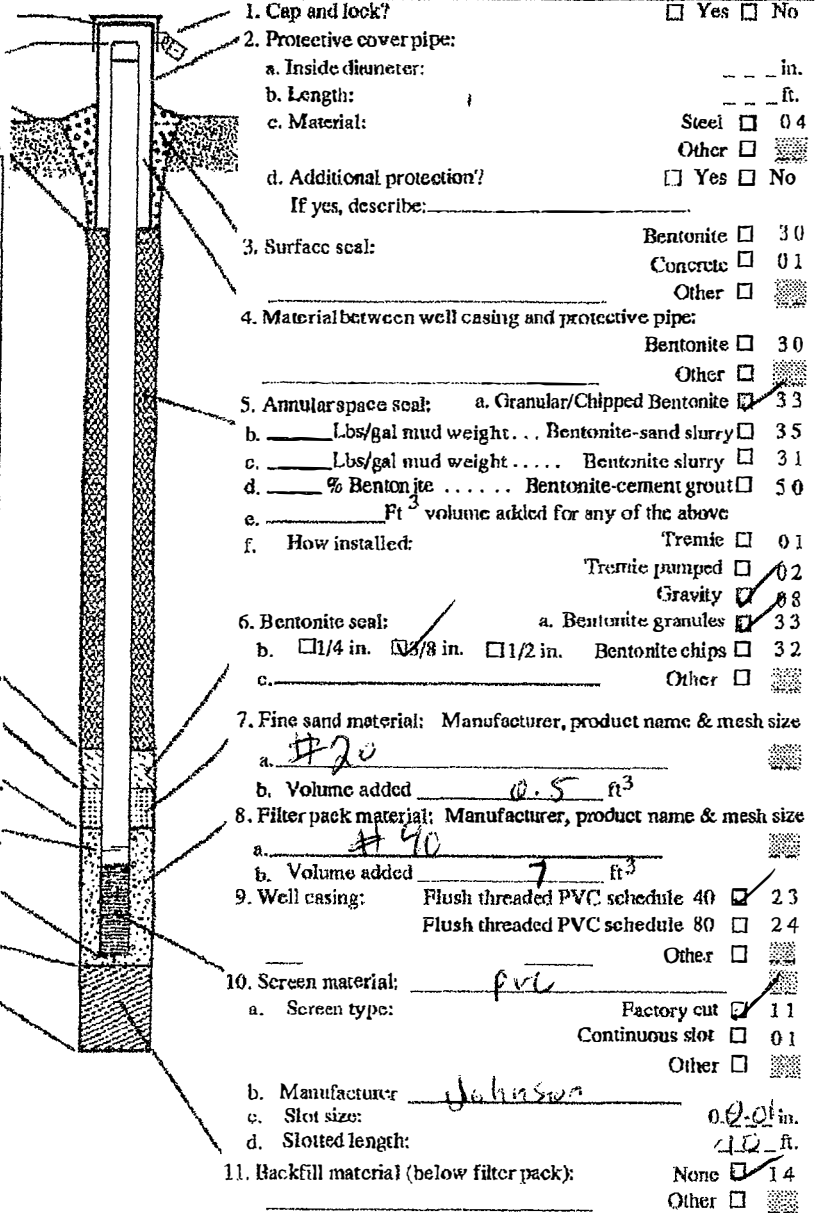 1. Cap and lock? ☐ Yes ☐ No
2. Protective cover pipe:
a. Inside diameter: _ _ _ in.
b. Length: _ _ _ ft.
c. Material: Steel ☐ 04
Other ☐
d. Additional protection? ☐ Yes ☐ No
If yes, describe:
3. Surface seal: Bentonite ☐ 30
Concrete ☐ 01
Other ☐
4. Material between well casing and protective pipe:
Bentonite ☐ 30
Other ☐
5. Annular space seal: a. Granular/Chipped Bentonite ☑ 33
b. ____ Lbs/gal mud weight... Bentonite-sand slurry ☐ 35
c. ____ Lbs/gal mud weight..... Bentonite slurry ☐ 31
d. ____ % Bentonite ...... Bentonite-cement grout ☐ 50
e. ________ Ft³ volume added for any of the above
f. How installed: Tremie ☐ 01
Tremie pumped ☐ 02
Gravity ☑ 08
6. Bentonite seal: a. Bentonite granules ☑ 33
b. ☐ 1/4 in. ☑ 3/8 in. ☐ 1/2 in. Bentonite chips ☐ 32
c. ________ Other ☐
7. Fine sand material: Manufacturer, product name & mesh size
a. #20
b. Volume added 0.5 ft³
8. Filter pack material: Manufacturer, product name & mesh size
a. # 40
b. Volume added 7 ft³
9. Well casing: Flush threaded PVC schedule 40 ☑ 23
Flush threaded PVC schedule 80 ☐ 24
Other ☐
10. Screen material: PVC
a. Screen type: Factory cut ☑ 11
Continuous slot ☐ 01
Other ☐
b. Manufacturer Johnson
c. Slot size: in.
d. Slotted length: ft.
11. Backfill material (below filter pack): None ☑ 14
Other ☐